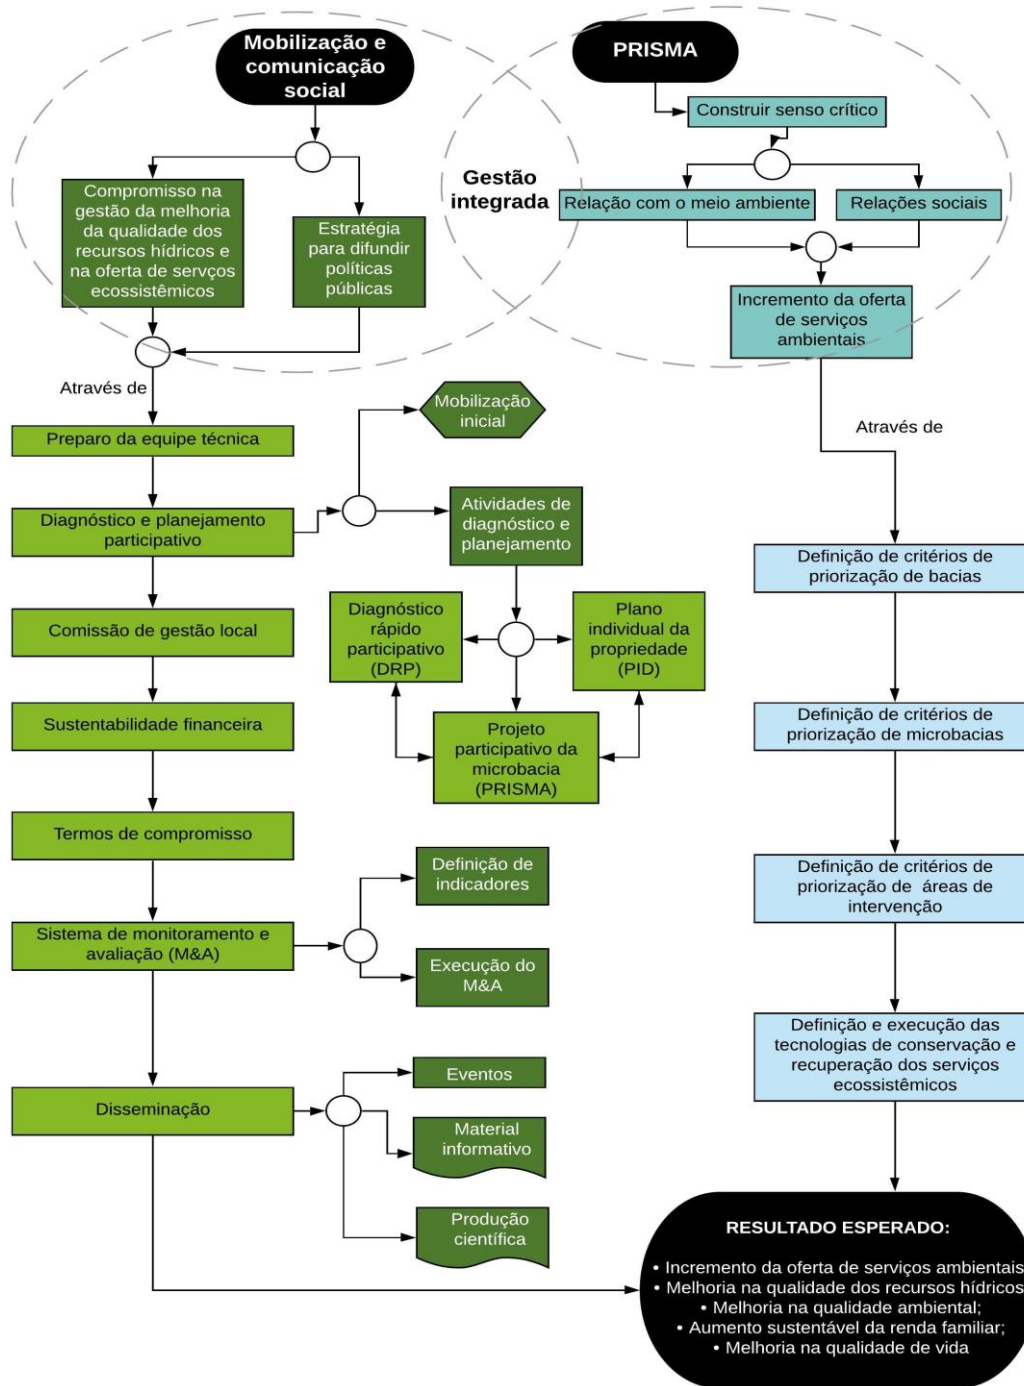 Mobilização e
comunicação
social
PRISMA
Construir senso crítico
Gestão
integrada
Relação com o meio ambiente
Relações sociais
Compromisso na
gestão da melhoria
da qualidade dos
recursos hídricos e
na oferta de servços
ecossistêmicos
Estratégia
para difundir
políticas
públicas
Incremento da oferta
de serviços
ambientais
Através de
Através de
Preparo da equipe técnica
Mobilização
inicial
Diagnóstico e planejamento
participativo
Atividades de
diagnóstico e
planejamento
Diagnóstico
rápido
participativo
(DRP)
Plano
individual da
propriedade
(PID)
Projeto
participativo da
microbacia
(PRISMA)
Comissão de gestão local
Sustentabilidade financeira
Termos de compromisso
Sistema de monitoramento e
avaliação (M&A)
Definição de
indicadores
Execução do
M&A
Disseminação
Eventos
Material
informativo
Produção
científica
Definição de critérios de
priorização de bacias
Definição de critérios de
priorização de microbacias
Definição de critérios de
priorização de áreas de
intervenção
Definição e execução das
tecnologias de conservação e
recuperação dos serviços
ecossistêmicos
RESULTADO ESPERADO:
• Incremento da oferta de serviços ambientais
• Melhoria na qualidade dos recursos hídricos
• Melhoria na qualidade ambiental;
• Aumento sustentável da renda familiar;
• Melhoria na qualidade de vida